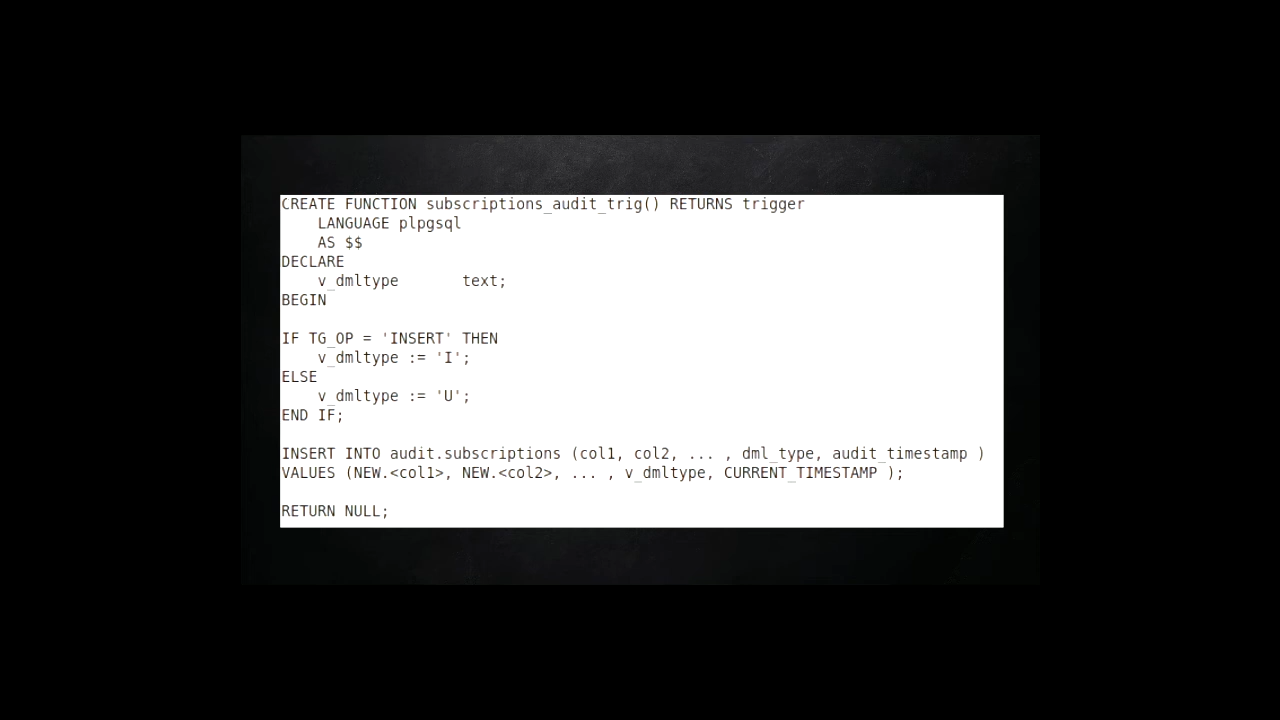 CREATE FUNCTION subscriptions_audit_trig() RETURNS trigger
    LANGUAGE plpgsql
    AS $$
DECLARE
    v_dmltype       text;
BEGIN

IF TG_OP = 'INSERT' THEN
    v_dmltype := 'I';
ELSE
    v_dmltype := 'U';
END IF;

INSERT INTO audit.subscriptions (col1, col2, ... , dml_type, audit_timestamp )
VALUES (NEW.<col1>, NEW.<col2>, ... , v_dmltype, CURRENT_TIMESTAMP );

RETURN NULL;